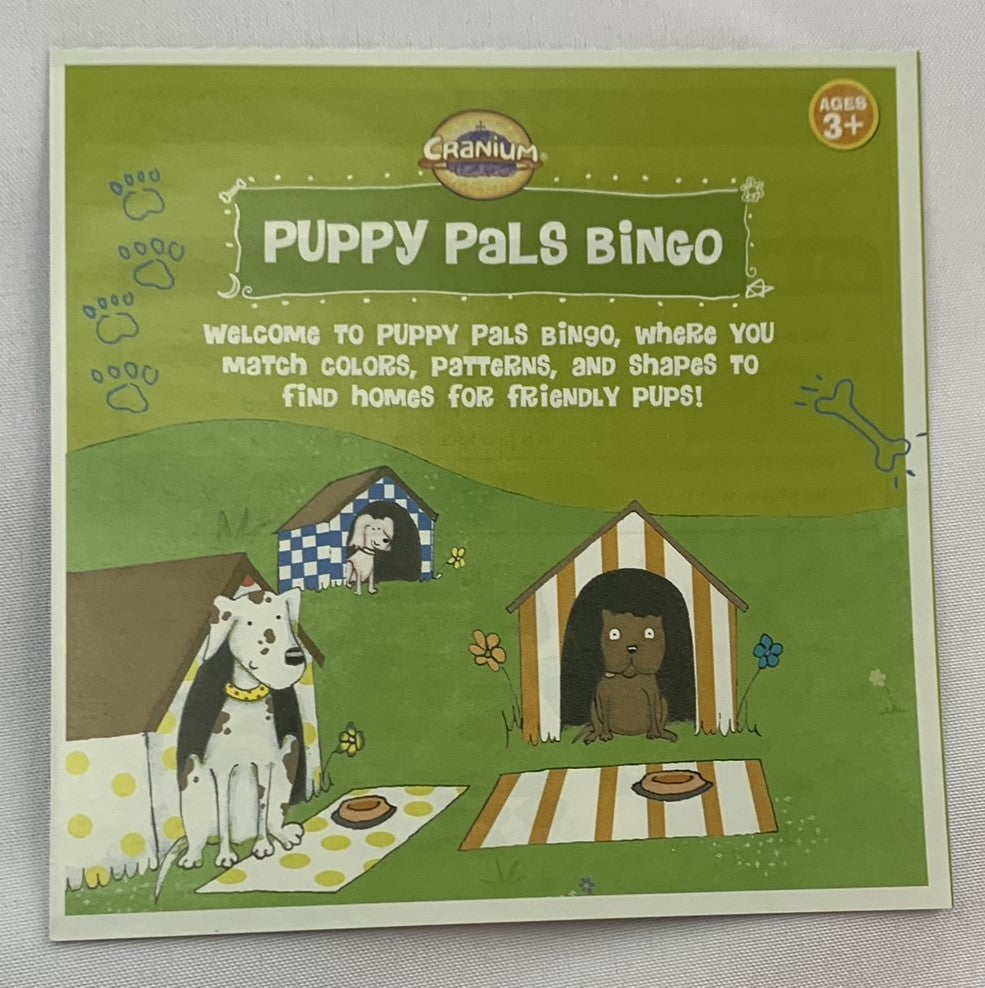 AGES
3+
CRANIUM®
PUPPY PALS BINGO
WELCOME TO PUPPY PALS BINGO, WHERE YOU
MATCH COLORS, PATTERNS, AND SHAPES TO
FIND HOMES FOR FRIENDLY PUPS!